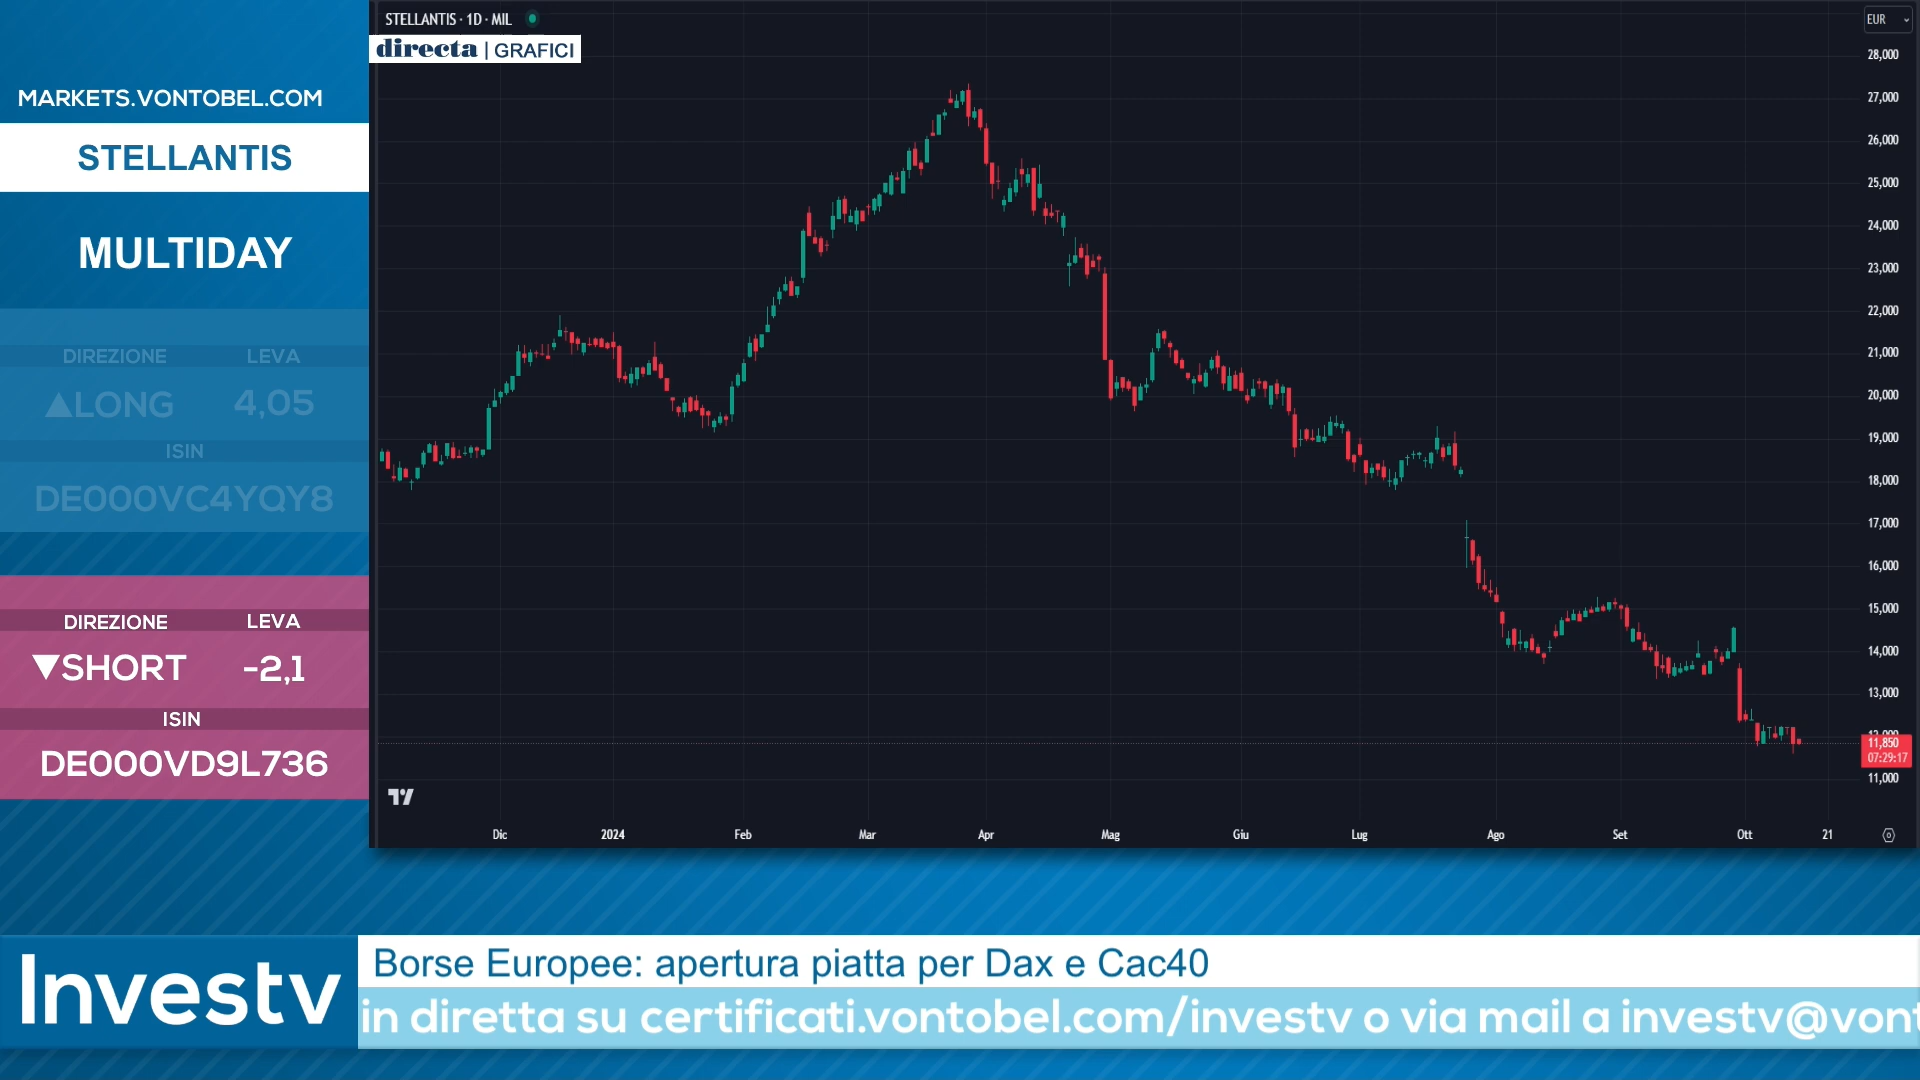 MARKETS.VONTOBEL.COM
STELLANTIS
MULTIDAY
DIREZIONE LEVA
▲LONG 4,05
ISIN
DE000VC4YQY8
DIREZIONE LEVA
▼SHORT -2,1
ISIN
DE000VD9L736
STELLANTIS · 1D · MIL
directa | GRAFICI
EUR
28,000
27,000
26,000
25,000
24,000
23,000
22,000
21,000
20,000
19,000
18,000
17,000
16,000
15,000
14,000
13,000
12,000
11,850
07:29:17
11,000
Dic 2024 Feb Mar Apr Mag Giu Lug Ago Set Ott 21
Investv
Borse Europee: apertura piatta per Dax e Cac40
in diretta su certificati.vontobel.com/investv o via mail a investv@vont